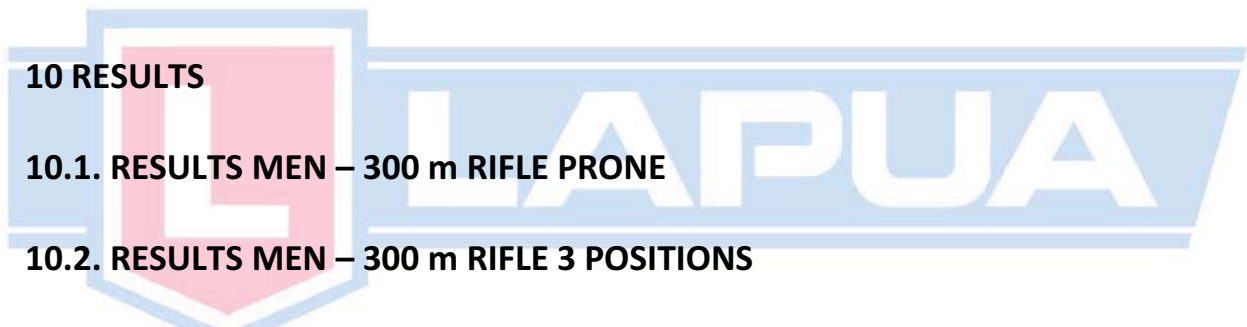 10 RESULTS
LAPUA
10.1. RESULTS MEN – 300 m RIFLE PRONE
10.2. RESULTS MEN – 300 m RIFLE 3 POSITIONS
L